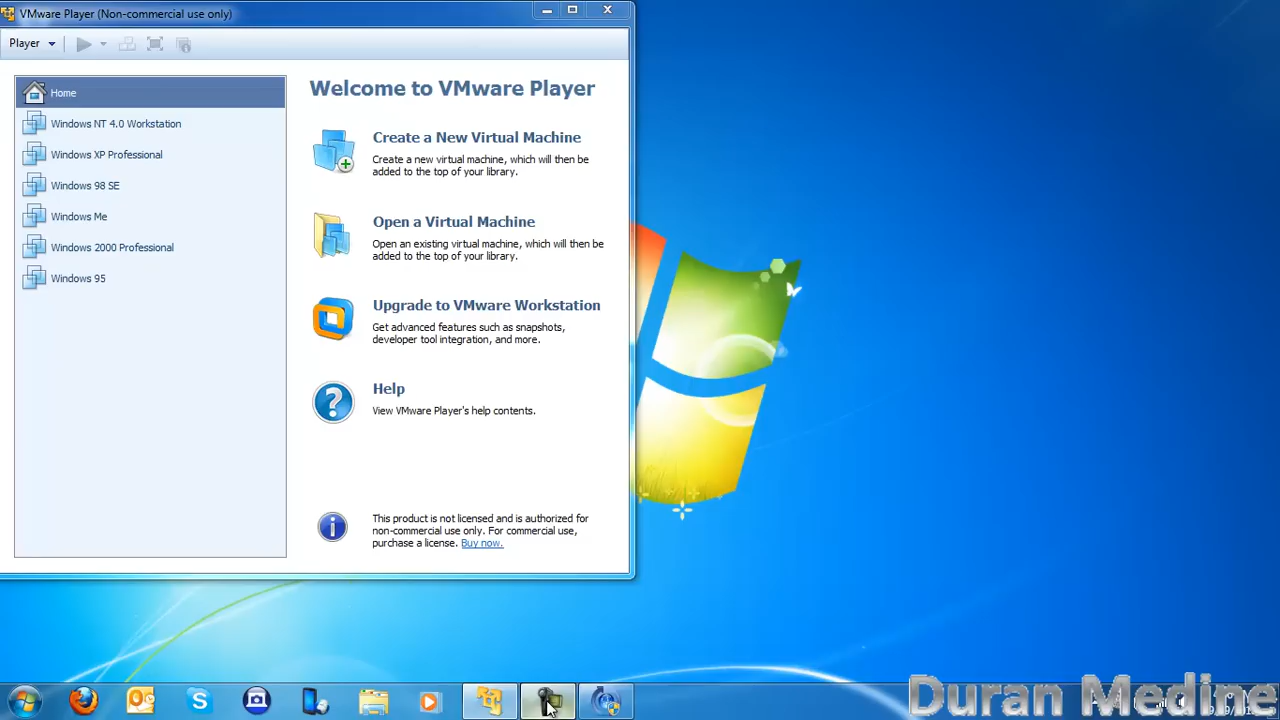 VMware Player (Non-commercial use only)
Player
Home
Windows NT 4.0 Workstation
Windows XP Professional
Windows 98 SE
Windows Me
Windows 2000 Professional
Windows 95
Welcome to VMware Player
Create a New Virtual Machine
Create a new virtual machine, which will then be
added to the top of your library.
Open a Virtual Machine
Open an existing virtual machine, which will then be
added to the top of your library.
Upgrade to VMware Workstation
Get advanced features such as snapshots,
developer tool integration, and more.
Help
View VMware Player's help contents.
This product is not licensed and is authorized for
non-commercial use only. For commercial use,
purchase a license. Buy now.
Duran Medine